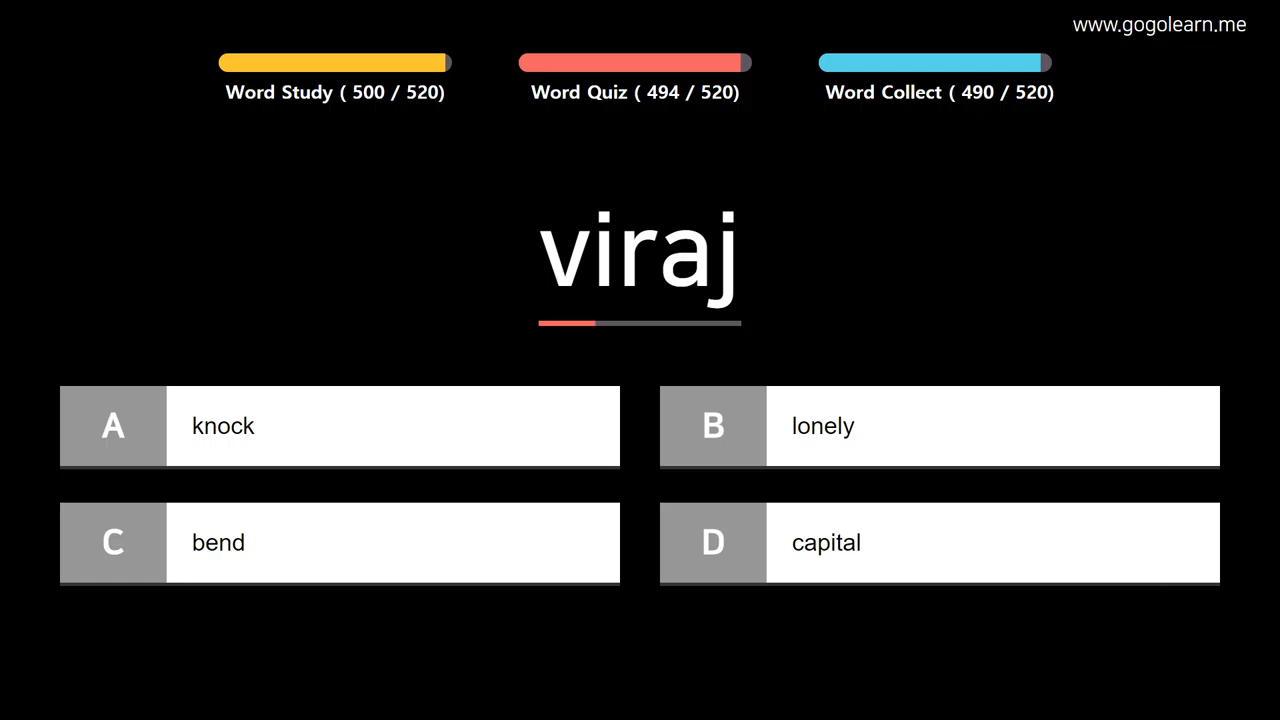 www.gogolearn.me
Word Study ( 500 / 520)
Word Quiz ( 494 / 520)
Word Collect ( 490 / 520)
viraj
A knock
B lonely
C bend
D capital